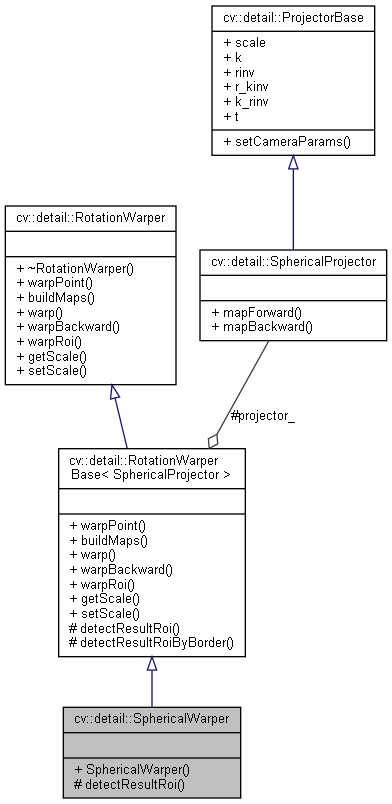 cv::detail::ProjectorBase
+ scale
+ k
+ rinv
+ r_kinv
+ k_rinv
+ t
+ setCameraParams()
cv::detail::RotationWarper
+ ~RotationWarper()
+ warpPoint()
+ buildMaps()
+ warp()
+ warpBackward()
+ warpRoi()
+ getScale()
+ setScale()
cv::detail::SphericalProjector
+ mapForward()
+ mapBackward()
#projector_
cv::detail::RotationWarper
Base< SphericalProjector >
+ warpPoint()
+ buildMaps()
+ warp()
+ warpBackward()
+ warpRoi()
+ getScale()
+ setScale()
# detectResultRoi()
# detectResultRoiByBorder()
cv::detail::SphericalWarper
+ SphericalWarper()
# detectResultRoi()